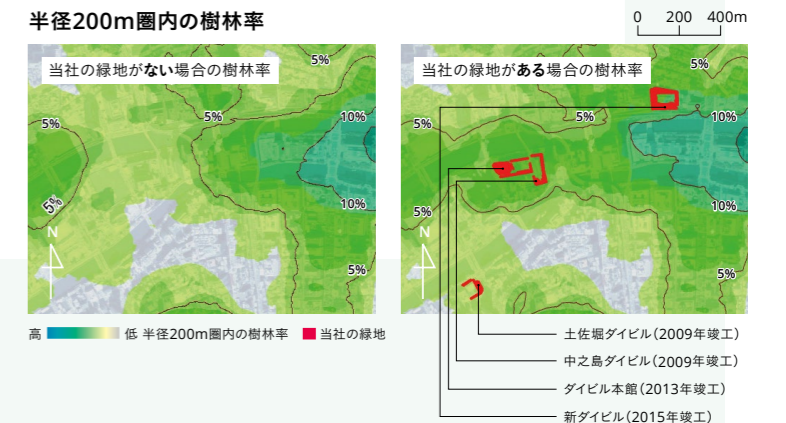 半径200m圏内の樹林率
0 200 400m
当社の緑地がない場合の樹林率
5%
5%
5%
10%
5%
10%
N
5%
当社の緑地がある場合の樹林率
5%
5%
5%
10%
5%
10%
N
5%
高 低 半径200m圏内の樹林率 当社の緑地
土佐堀ダイビル(2009年竣工)
中之島ダイビル(2009年竣工)
ダイビル本館(2013年竣工)
新ダイビル(2015年竣工)